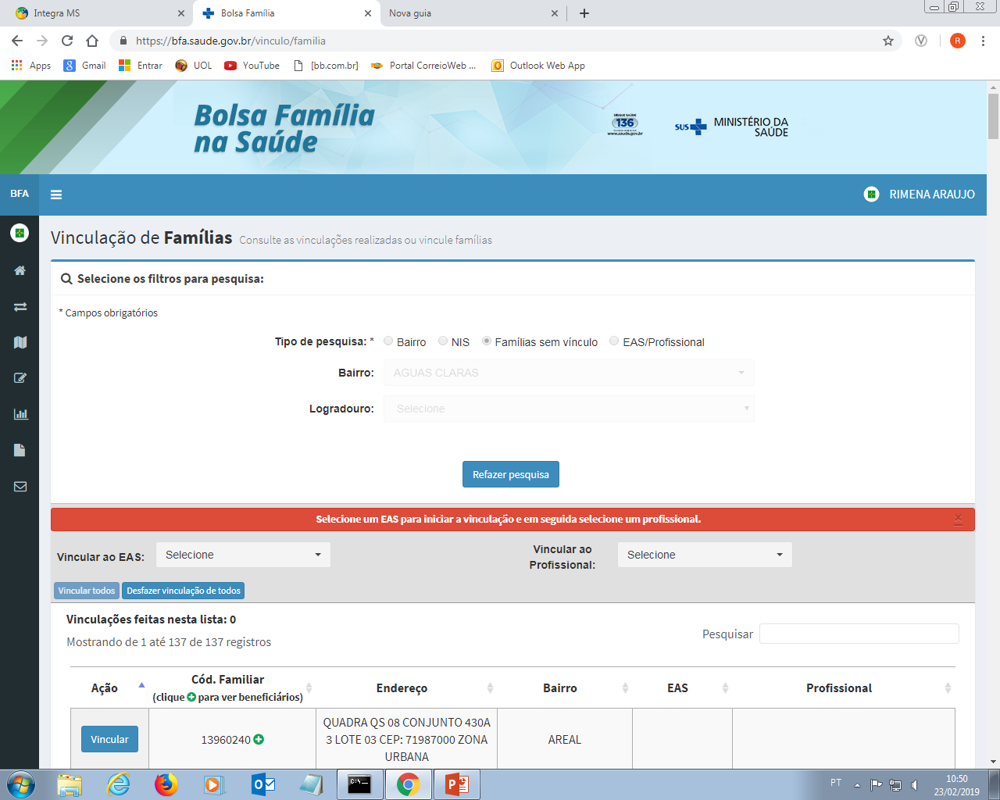 Integra MS
Bolsa Família
Nova guia
https://bfa.saude.gov.br/vinculo/familia
R
Apps
Gmail
Entrar
UOL
YouTube
[bb.com.br]
Portal CorreioWeb ...
Outlook Web App
Bolsa Família
na Saúde
DISQUE SAÚDE
136
www.saude.gov.br
SUS
MINISTÉRIO DA
SAÚDE
BFA
RIMENA ARAUJO
Vinculação de Famílias Consulte as vinculações realizadas ou vincule famílias
Selecione os filtros para pesquisa:
* Campos obrigatórios
Tipo de pesquisa: * Bairro NIS Famílias sem vínculo EAS/Profissional
Bairro: AGUAS CLARAS
Logradouro: Selecione
Refazer pesquisa
Selecione um EAS para iniciar a vinculação e em seguida selecione um profissional.
Vincular ao EAS: Selecione
Vincular ao
Profissional: Selecione
Vincular todos Desfazer vinculação de todos
Vinculações feitas nesta lista: 0
Mostrando de 1 até 137 de 137 registros
Pesquisar
Ação
Cód. Familiar
(clique para ver beneficiários)
Endereço
Bairro
EAS
Profissional
Vincular
13960240
QUADRA QS 08 CONJUNTO 430A
3 LOTE 03 CEP: 71987000 ZONA
URBANA
AREAL
PT
10:50
23/02/2019